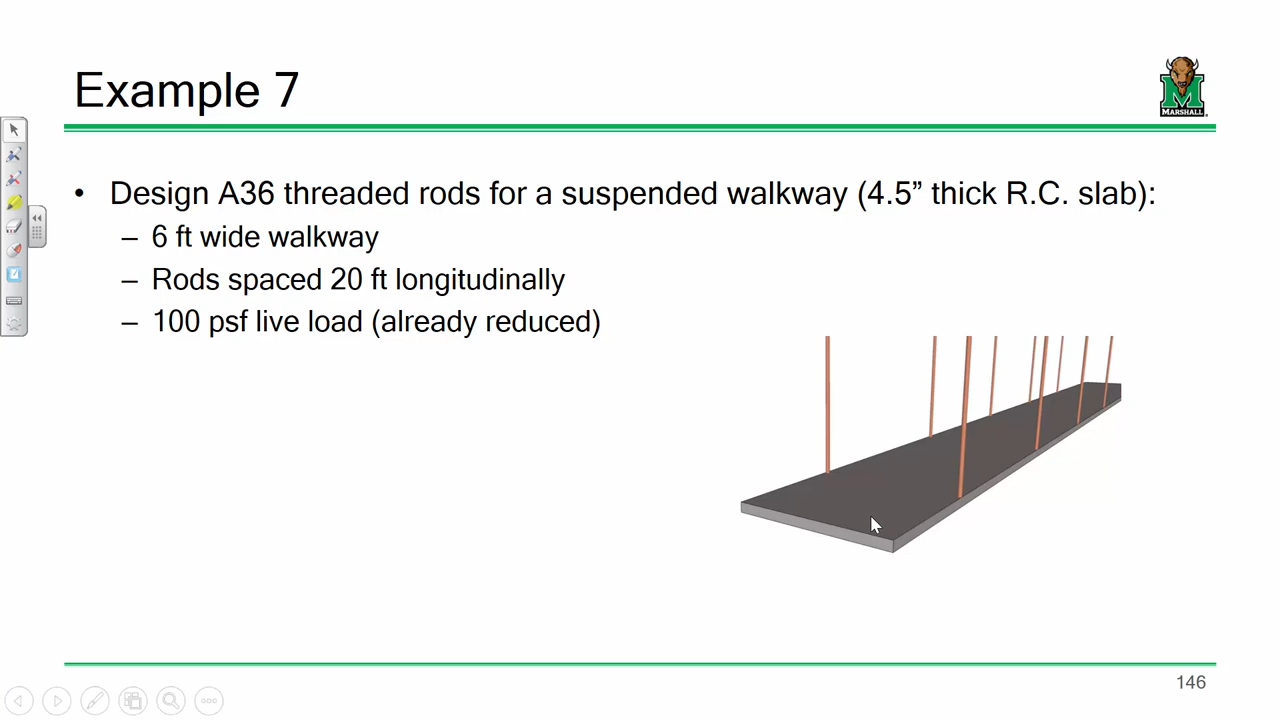 Example 7
MARSHALL
• Design A36 threaded rods for a suspended walkway (4.5” thick R.C. slab):
– 6 ft wide walkway
– Rods spaced 20 ft longitudinally
– 100 psf live load (already reduced)
146